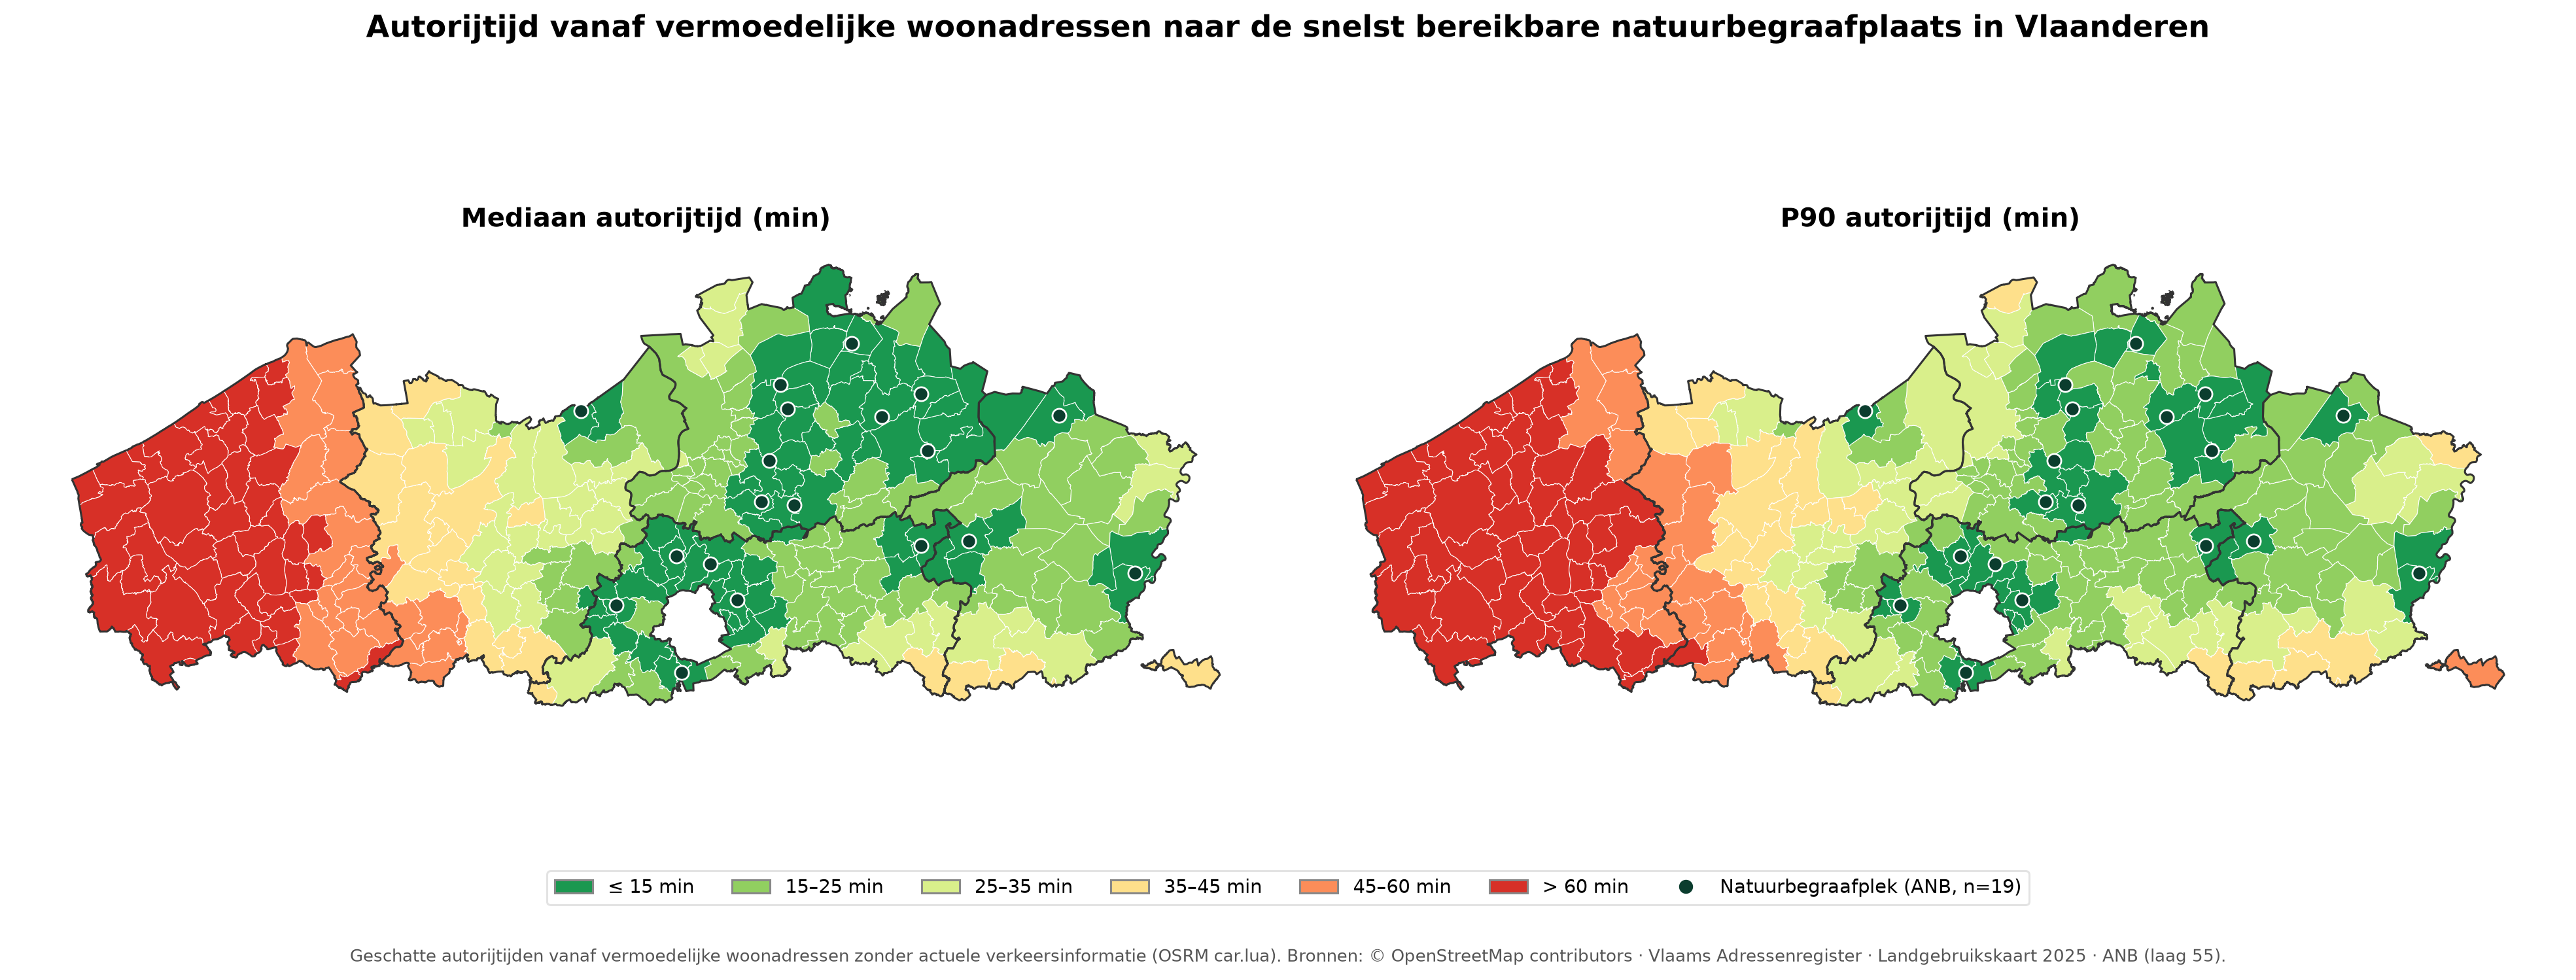 Autorijtijd vanaf vermoedelijke woonadressen naar de snelst bereikbare natuurbegraafplaats in Vlaanderen
Mediaan autorijtijd (min)
P90 autorijtijd (min)
≤ 15 min
15–25 min
25–35 min
35–45 min
45–60 min
> 60 min
Natuurbegraafplek (ANB, n=19)
Geschatte autorijtijden vanaf vermoedelijke woonadressen zonder actuele verkeersinformatie (OSRM car.lua). Bronnen: © OpenStreetMap contributors · Vlaams Adressenregister · Landgebruikskaart 2025 · ANB (laag 55).